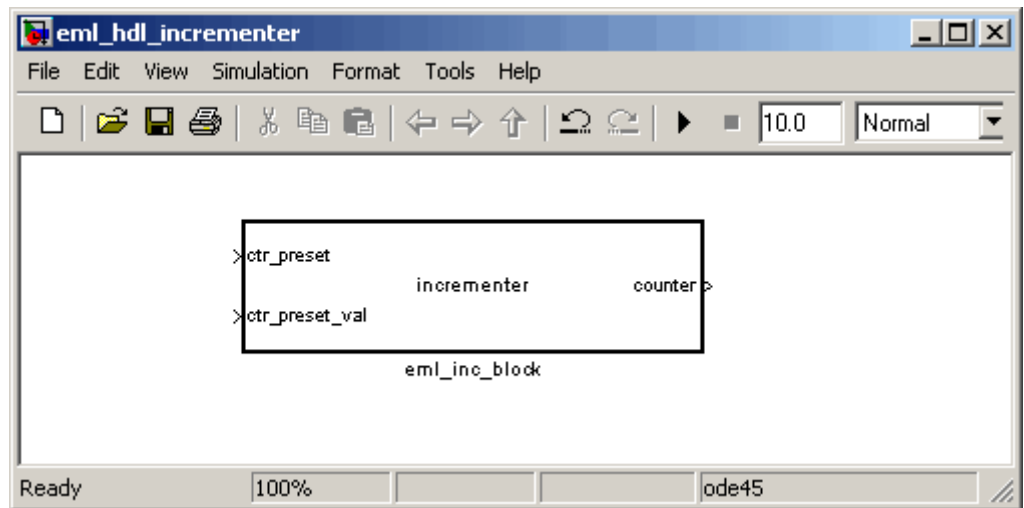 eml_hdl_incrementer
File Edit View Simulation Format Tools Help
10.0 Normal
ctr_preset
incrementer counter
ctr_preset_val
eml_inc_block
Ready 100% ode45